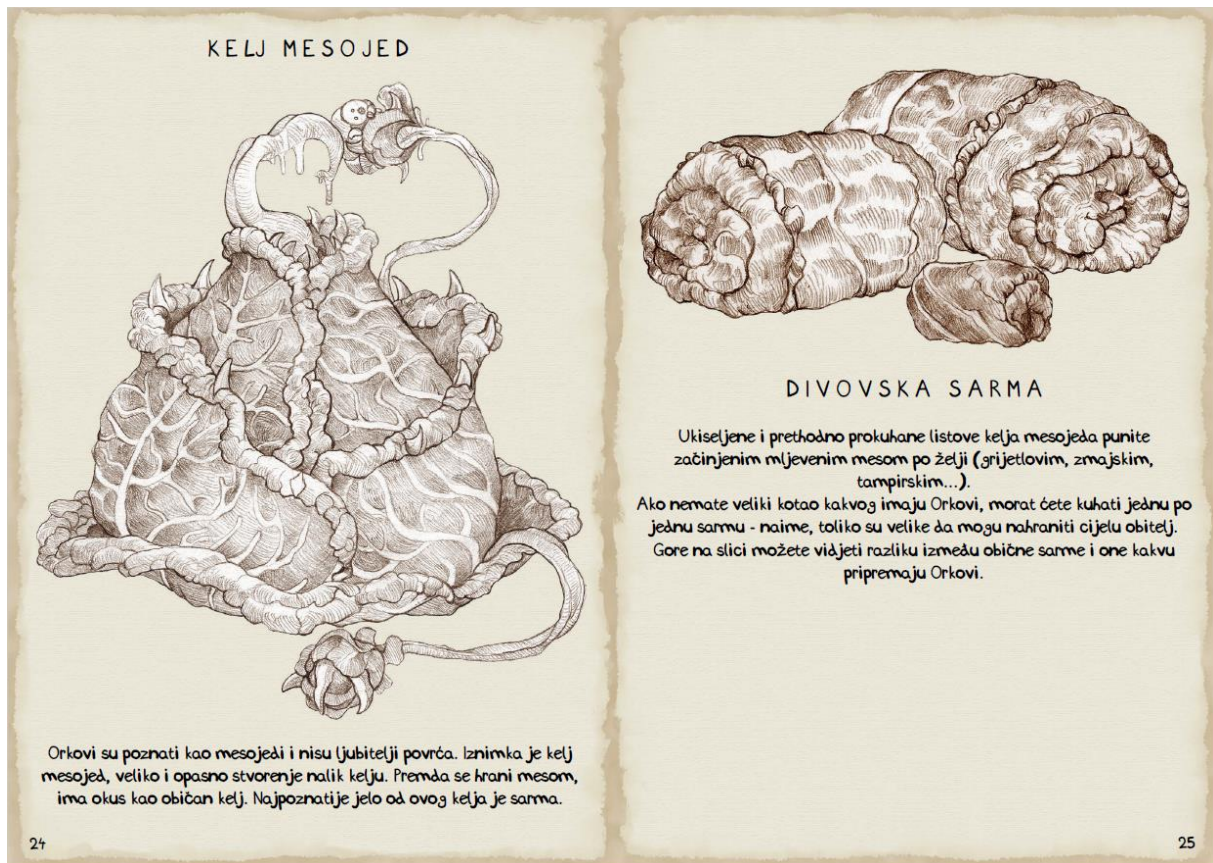 KELJ MESOJED
Orkovi su poznati kao mesojedi i nisu ljubitelji povrća. Iznimka je kelj
mesojed, veliko i opasno stvorenje nalik kelju. Premda se hrani mesom,
ima okus kao običan kelj. Najpoznatije jelo od ovog kelja je sarma.
24
DIVOVSKA SARMA
Ukiseljene i prethodno prokuhane listove kelja mesojeda punite
začinjenim mljevenim mesom po želji (grijetlovim, zmajskim,
tampirskim...).
Ako nemate veliki kotao kakvog imaju Orkovi, morat ćete kuhati jednu po
jednu sarmu - naime, toliko su velike da mogu nahraniti cijelu obitelj.
Gore na slici možete vidjeti razliku između obične sarme i one kakvu
pripremaju Orkovi.
25